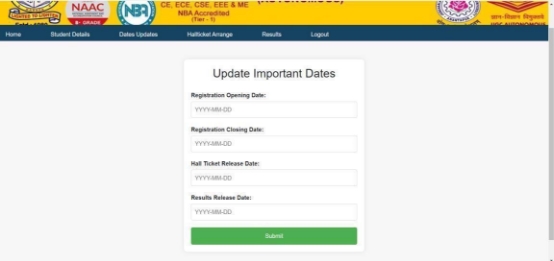 CE, ECE, CSE, EEE & ME
NAAC
NBA
NBA Accredited
(Tier - 1)
Home Student Details Dates Updates Hallticket Arrange Results Logout
Update Important Dates
Registration Opening Date:
YYYY-MM-DD
Registration Closing Date:
YYYY-MM-DD
Hall Ticket Release Date:
YYYY-MM-DD
Results Release Date:
YYYY-MM-DD
Submit